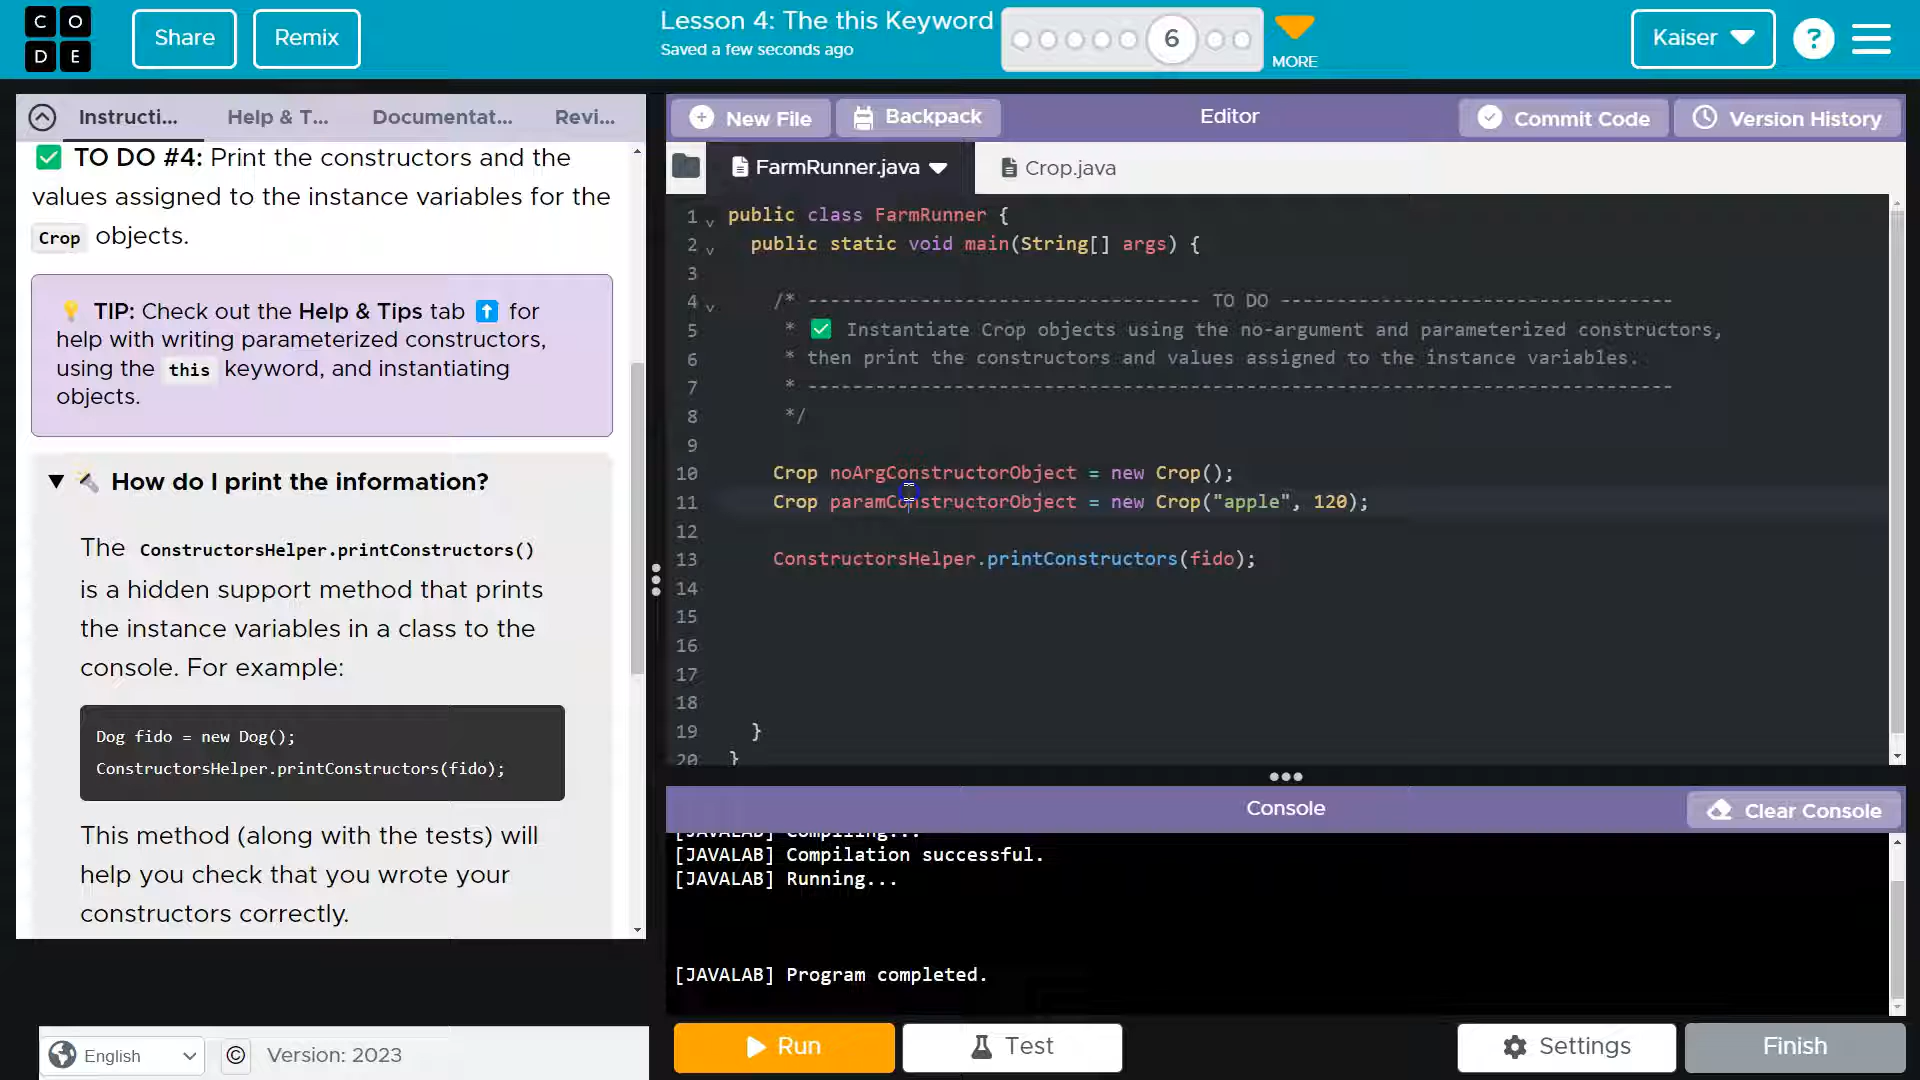 C O
D E
Share
Remix
Lesson 4: The this Keyword
Saved a few seconds ago
6
MORE
Kaiser
?
Instructi...
Help & T...
Documentat...
Revi...
TO DO #4: Print the constructors and the
values assigned to the instance variables for the
Crop objects.
TIP: Check out the Help & Tips tab for
help with writing parameterized constructors,
using the this keyword, and instantiating
objects.
How do I print the information?
The ConstructorsHelper.printConstructors()
is a hidden support method that prints
the instance variables in a class to the
console. For example:
Dog fido = new Dog();
ConstructorsHelper.printConstructors(fido);
This method (along with the tests) will
help you check that you wrote your
constructors correctly.
English
© Version: 2023
New File
Backpack
Editor
Commit Code
Version History
FarmRunner.java
Crop.java
1 public class FarmRunner {
2 public static void main(String[] args) {
3
4 /* ----------------------------------- TO DO -----------------------------------
5 * ✅ Instantiate Crop objects using the no-argument and parameterized constructors,
6 * then print the constructors and values assigned to the instance variables.
7 * -----------------------------------------------------------------------------
8 */
9
10 Crop noArgConstructorObject = new Crop();
11 Crop paramConstructorObject = new Crop("apple", 120);
12
13 ConstructorsHelper.printConstructors(fido);
14
15
16
17
18
19 }
20 }
Console
Clear Console
[JAVALAB] Compiling...
[JAVALAB] Compilation successful.
[JAVALAB] Running...
[JAVALAB] Program completed.
Run
Test
Settings
Finish